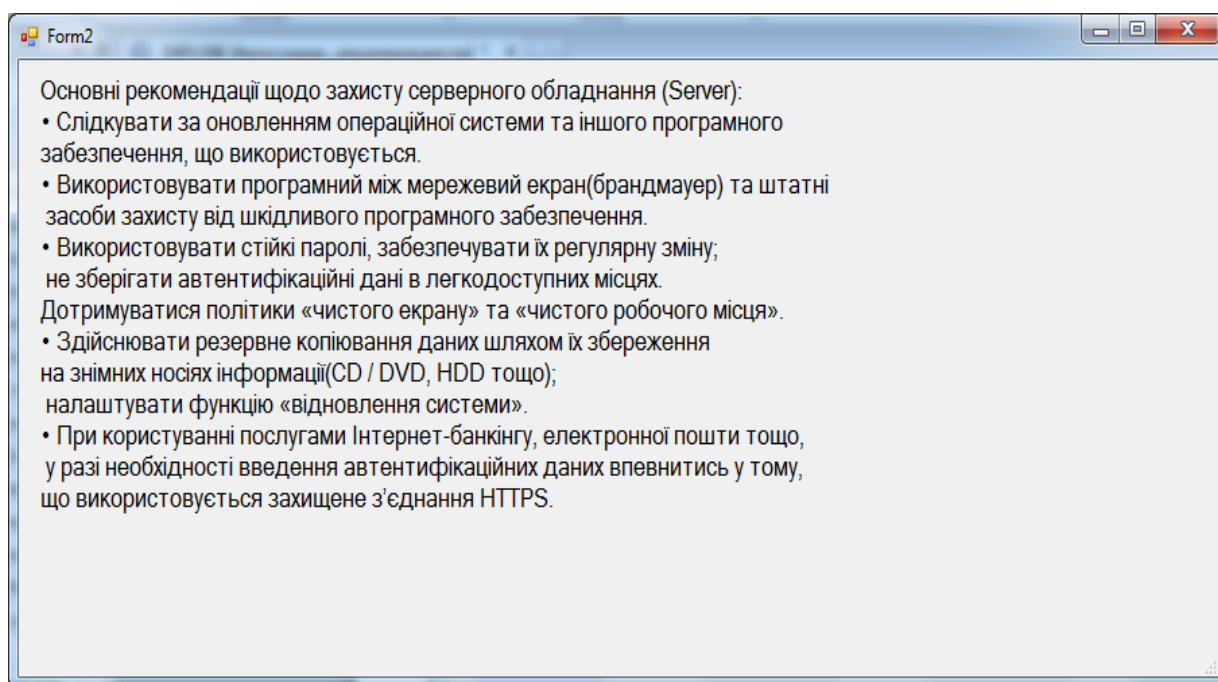 Form2
Основні рекомендації щодо захисту серверного обладнання (Server):
• Слідкувати за оновленням операційної системи та іншого програмного
забезпечення, що використовується.
• Використовувати програмний між мережевий екран(брандмауер) та штатні
засоби захисту від шкідливого програмного забезпечення.
• Використовувати стійкі паролі, забезпечувати їх регулярну зміну;
не зберігати автентифікаційні дані в легкодоступних місцях.
Дотримуватися політики «чистого екрану» та «чистого робочого місця».
• Здійснювати резервне копіювання даних шляхом їх збереження
на знімних носіях інформації(CD / DVD, HDD тощо);
налаштувати функцію «відновлення системи».
• При користуванні послугами Інтернет-банкінгу, електронної пошти тощо,
у разі необхідності введення автентифікаційних даних впевнитись у тому,
що використовується захищене з’єднання HTTPS.